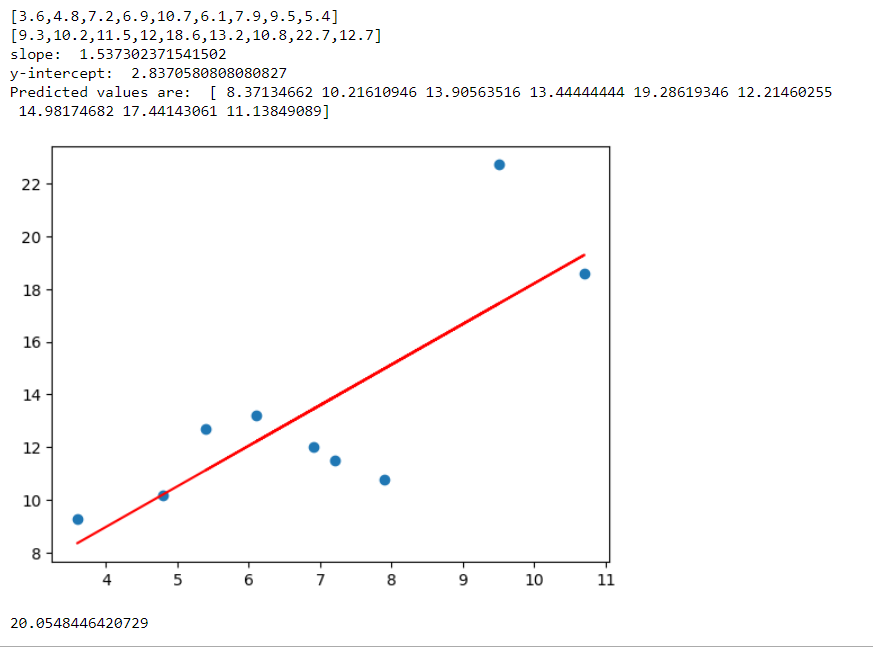 [3.6,4.8,7.2,6.9,10.7,6.1,7.9,9.5,5.4]
[9.3,10.2,11.5,12,18.6,13.2,10.8,22.7,12.7]
slope:  1.537302371541502
y-intercept:  2.8370580808080827
Predicted values are:  [ 8.37134662 10.21610946 13.90563516 13.44444444 19.28619346 12.21460255
 14.98174682 17.44143061 11.13849089]
22
20
18
16
14
12
10
8
4 5 6 7 8 9 10 11
20.0548446420729